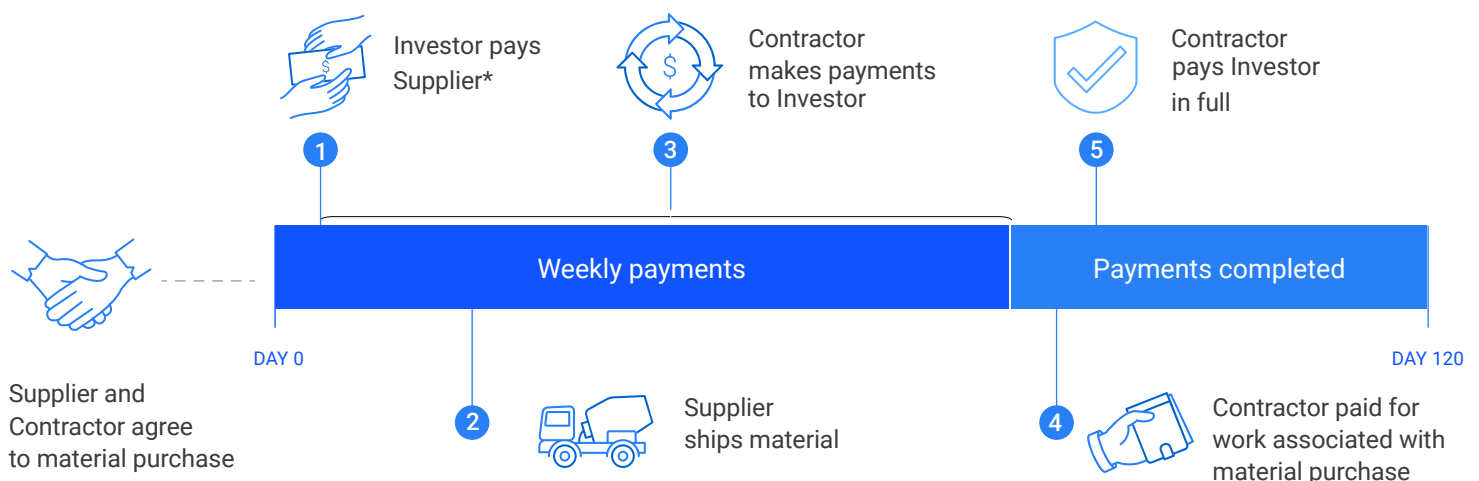 Investor pays
Supplier*
Contractor
makes payments
to Investor
Contractor
pays Investor
in full
$
$
1
3
5
Weekly payments
Payments completed
DAY 0
DAY 120
Supplier and
Contractor agree
to material purchase
2
Supplier
ships material
4
Contractor paid for
work associated with
material purchase